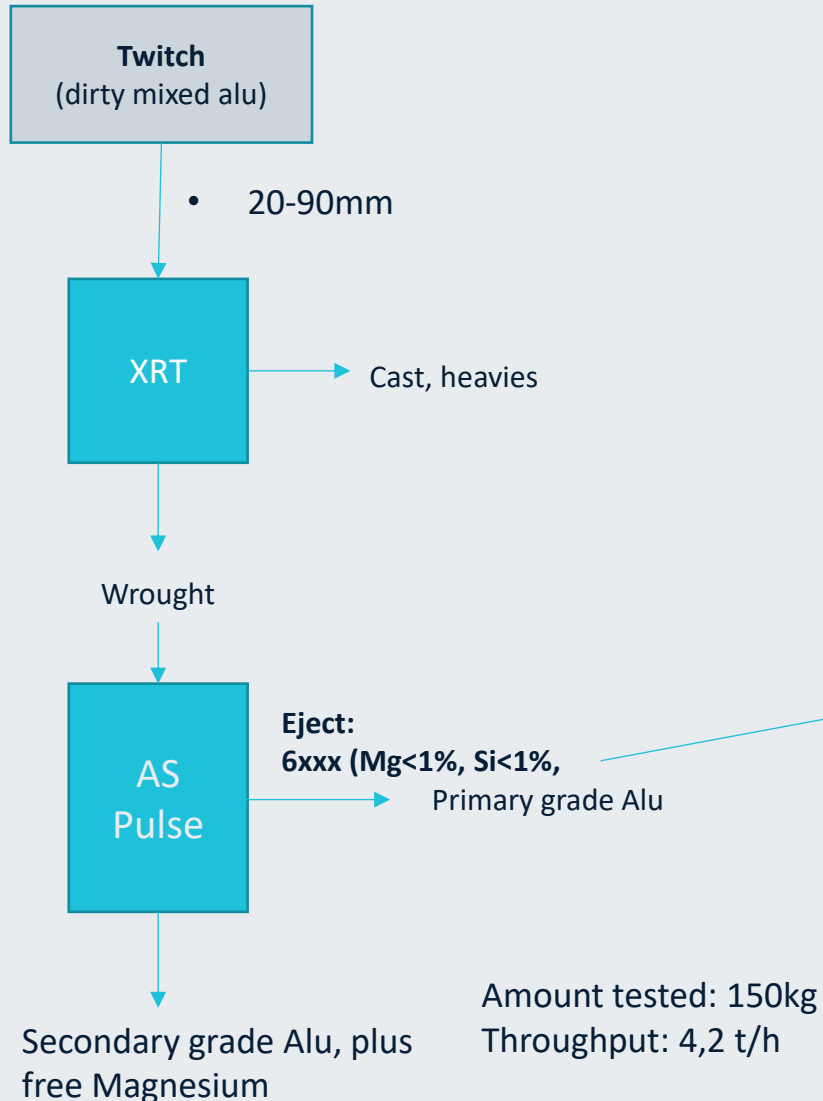 Twitch
(dirty mixed alu)
• 20-90mm
XRT
Cast, heavies
Wrought
AS
Pulse
Eject:
6xxx (Mg<1%, Si<1%,
Primary grade Alu
Secondary grade Alu, plus
free Magnesium
Amount tested: 150kg
Throughput: 4,2 t/h